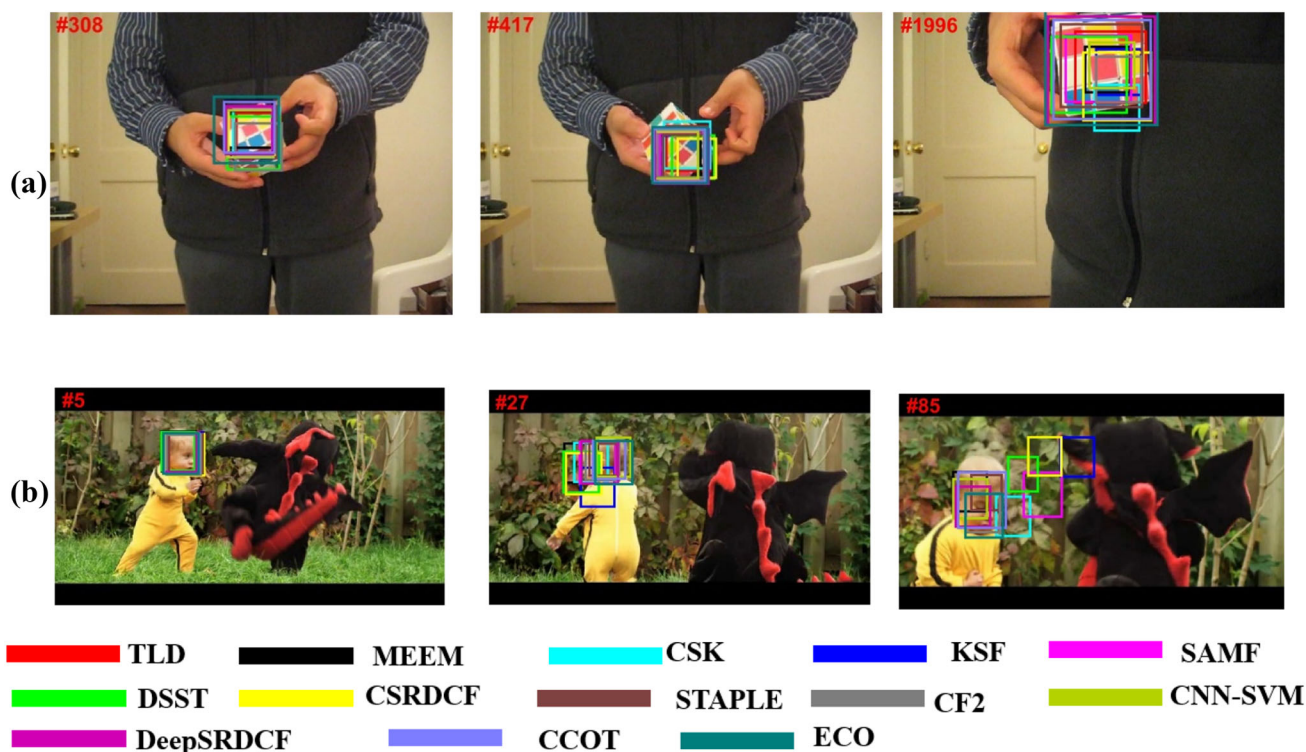 #308 #417 #1996
(a)
#5 #27 #85
(b)
TLD MEEM CSK KSF SAMF
DSST CSRDCF STAPLE CF2 CNN-SVM
DeepSRDCF CCOT ECO